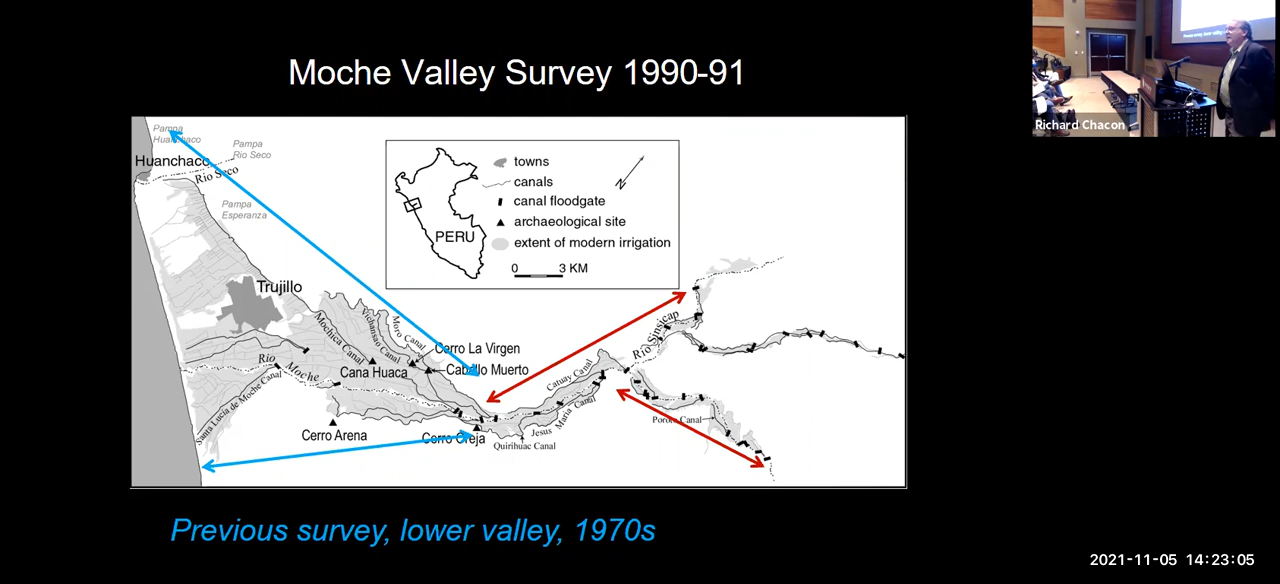 Moche Valley Survey 1990-91
Richard Chacon
Pampa
Huanchaco
Pampa
Rio Seco
Huanchaco
Rio Seco
Pampa
Esperanza
towns
canals
canal floodgate
archaeological site
extent of modern irrigation
N
PERU
0 3 KM
Trujillo
Mochica Canal
Vichansao Canal
Moro Canal
Cerro La Virgen
Caballo Muerto
Cana Huaca
Rio Moche
Santa Lucia de Moche Canal
Cerro Arena
Cerro Oreja
Quirihuac Canal
Jesus Maria Canal
Catuay Canal
Rio Sinsicap
Poroto Canal
Previous survey, lower valley, 1970s
2021-11-05 14:23:05